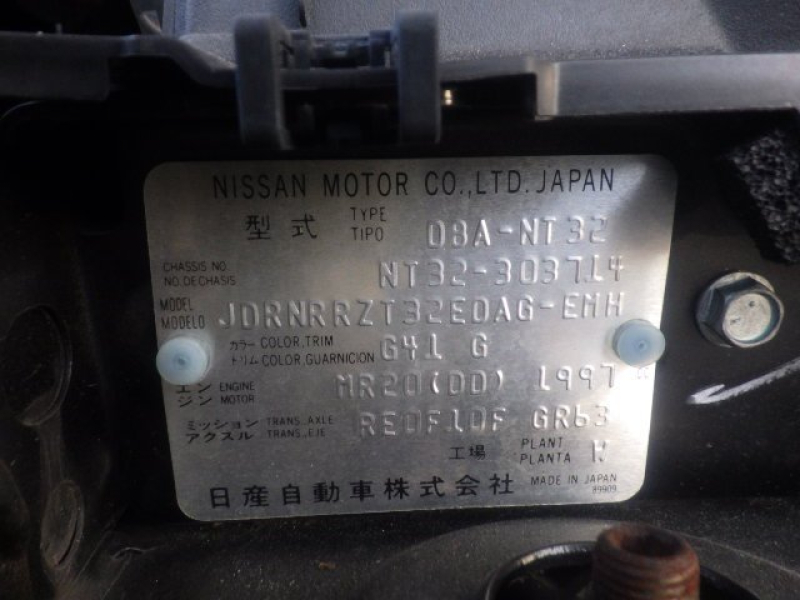 NISSAN MOTOR CO.,LTD. JAPAN
型式 TYPE TIPO DBA-NT32
CHASSIS NO. NO.DE CHASIS NT32-303714
MODEL MODELO JDRNRRZT32EDAG-EMH
カラー COLOR,TRIM トリム COLOR,GUARNICION G41 G
エンジン ENGINE MOTOR MR20(DD) 1997
ミッション TRANS.,AXLE アクスル TRANS.,EJE RE0F10F GR63
工場 PLANT PLANTA
日産自動車株式会社 MADE IN JAPAN
89909